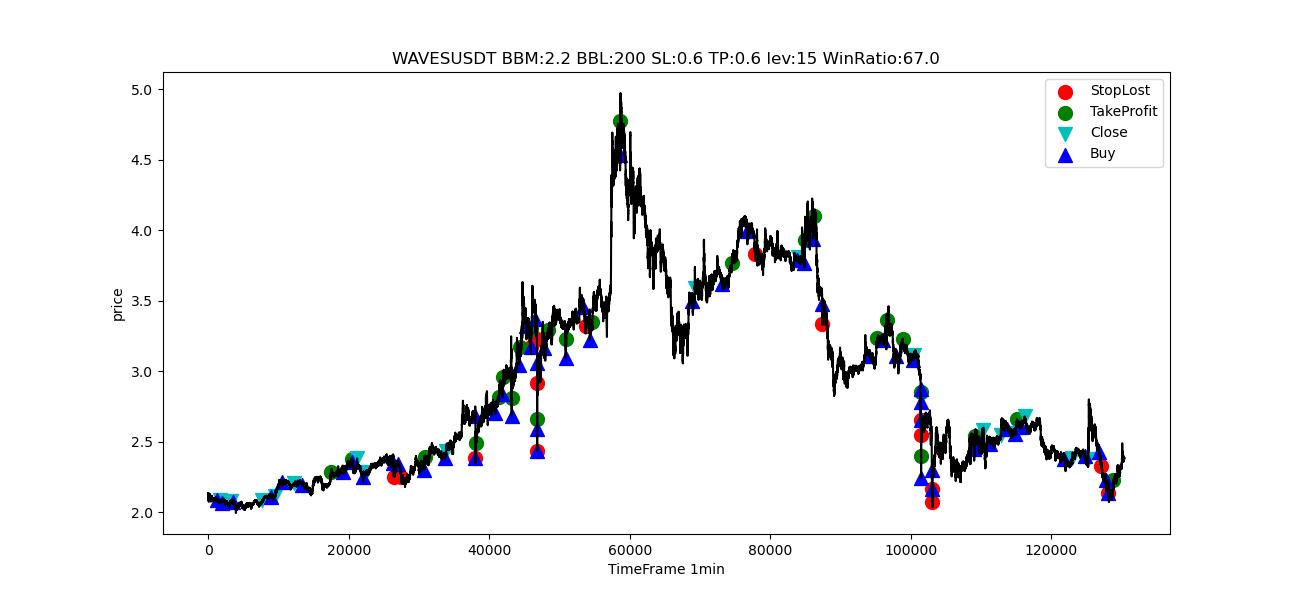 WAVESUSDT BBM:2.2 BBL:200 SL:0.6 TP:0.6 lev:15 WinRatio:67.0
StopLost
TakeProfit
Close
Buy
5.0
4.5
4.0
3.5
3.0
2.5
2.0
price
0 20000 40000 60000 80000 100000 120000
TimeFrame 1min